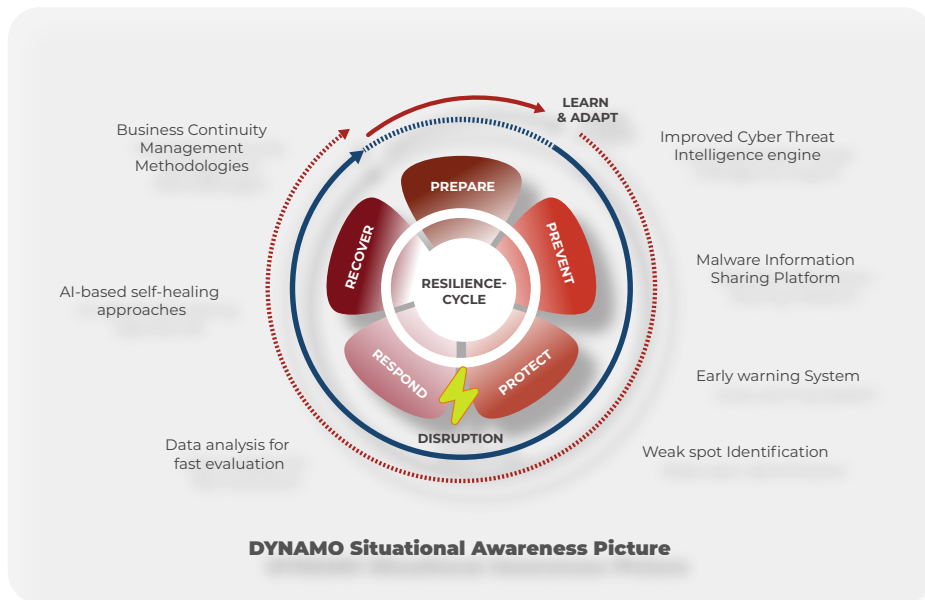 LEARN
& ADAPT
Business Continuity
Management
Methodologies
Improved Cyber Threat
Intelligence engine
PREPARE
RECOVER
PREVENT
Malware Information
Sharing Platform
RESILIENCE-
CYCLE
AI-based self-healing
approaches
RESPOND
PROTECT
Early warning System
DISRUPTION
Data analysis for
fast evaluation
Weak spot Identification
DYNAMO Situational Awareness Picture